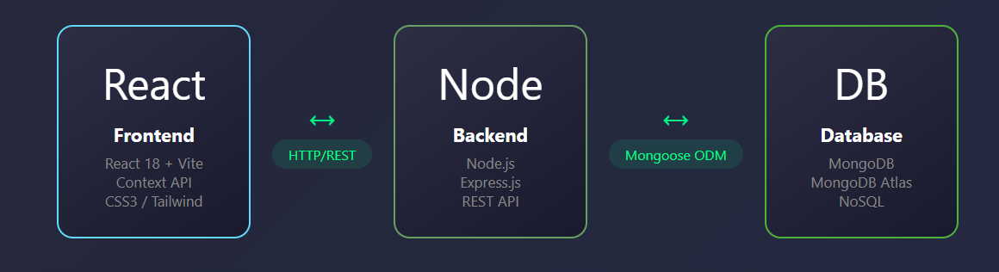 React
Frontend
React 18 + Vite
Context API
CSS3 / Tailwind
↔
HTTP/REST
Node
Backend
Node.js
Express.js
REST API
↔
Mongoose ODM
DB
Database
MongoDB
MongoDB Atlas
NoSQL